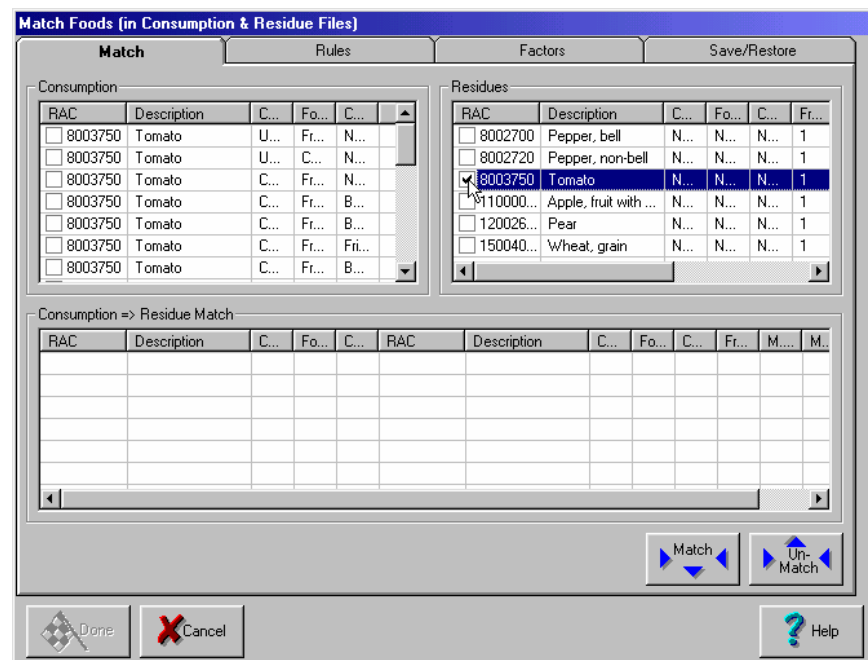 Match Foods (in Consumption & Residue Files)
Match Rules Factors Save/Restore
Consumption
RAC Description C... Fo... C...
8003750 Tomato U... Fr... N...
8003750 Tomato U... C... N...
8003750 Tomato C... Fr... N...
8003750 Tomato C... Fr... B...
8003750 Tomato C... Fr... B...
8003750 Tomato C... Fr... Fri...
8003750 Tomato C... Fr... B...
Residues
RAC Description C... Fo... C... Fr...
8002700 Pepper, bell N... N... N... 1
8002720 Pepper, non-bell N... N... N... 1
8003750 Tomato N... N... N... 1
110000... Apple, fruit with ... N... N... N... 1
120026... Pear N... N... N... 1
150040... Wheat, grain N... N... N... 1
Consumption => Residue Match
RAC Description C... Fo... C... RAC Description C... Fo... C... Fr... M... M..
Match
Un-
Match
Done Cancel Help